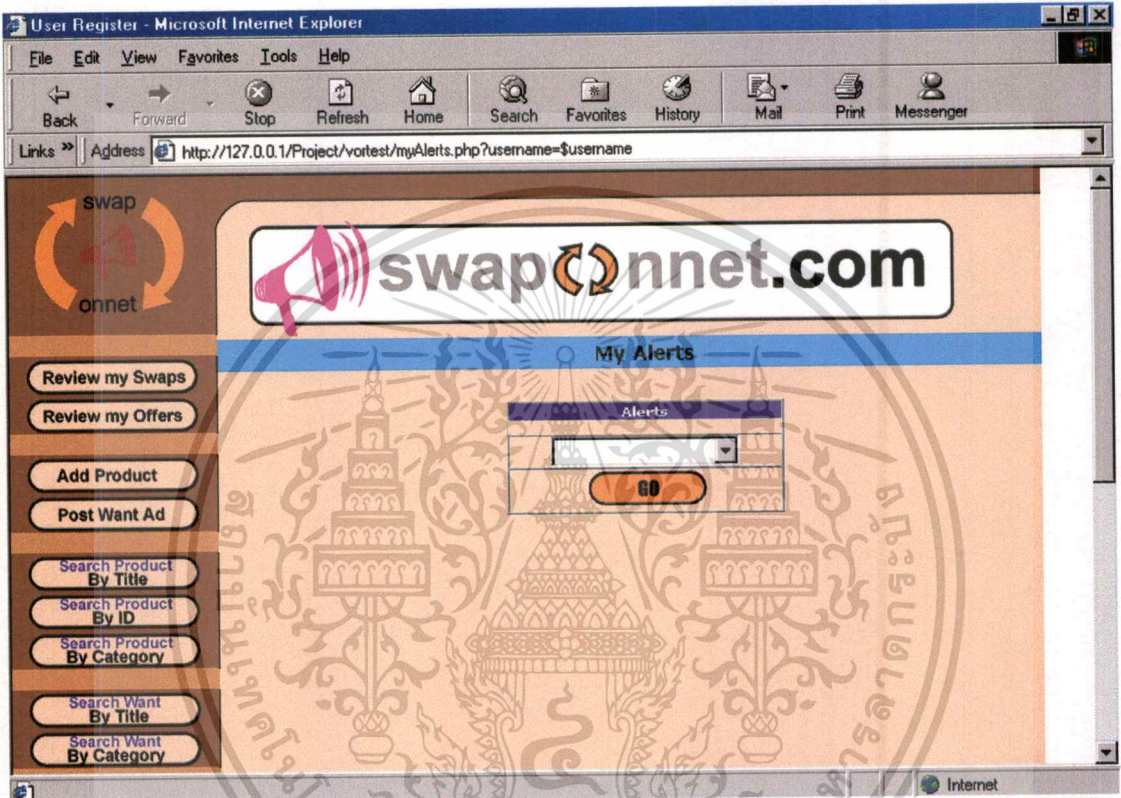 User Register - Microsoft Internet Explorer
File Edit View Favorites Tools Help
Back Forward Stop Refresh Home Search Favorites History Mail Print Messenger
Links » Address http://127.0.0.1/Project/vortest/myAlerts.php?username=$username
swap
onnet
swap nnet.com
My Alerts
Review my Swaps
Review my Offers
Alerts
GO
Add Product
Post Want Ad
Search Product
By Title
Search Product
By ID
Search Product
By Category
Search Want
By Title
Search Want
By Category
Internet